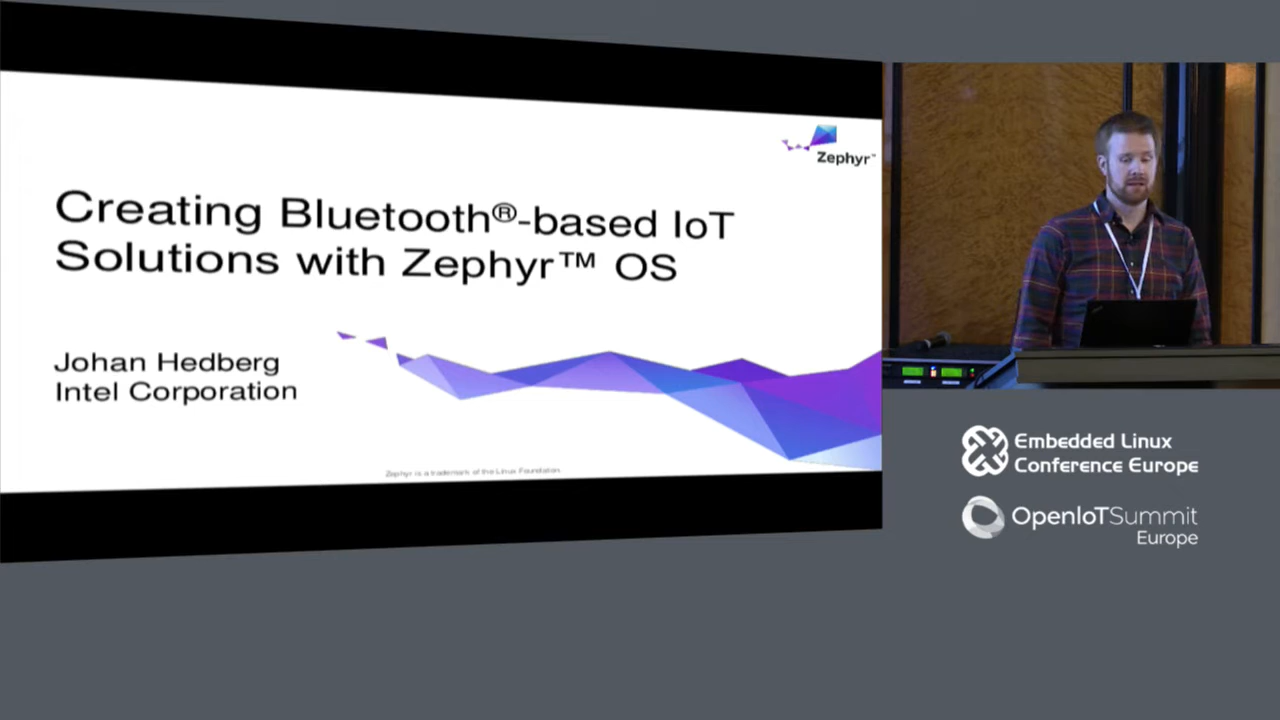 Zephyr™
Creating Bluetooth®-based IoT
Solutions with Zephyr™ OS
Johan Hedberg
Intel Corporation
Zephyr is a trademark of the Linux Foundation.
Embedded Linux
Conference Europe
OpenIoTSummit
Europe